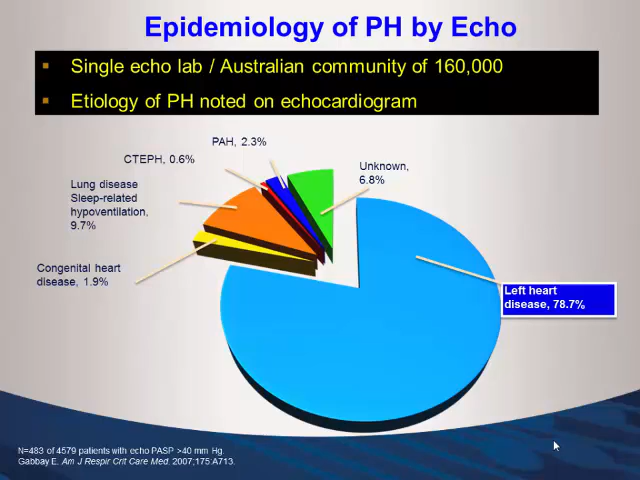 Epidemiology of PH by Echo
Single echo lab / Australian community of 160,000
Etiology of PH noted on echocardiogram
PAH, 2.3%
CTEPH, 0.6%
Unknown,
6.8%
Lung disease
Sleep-related
hypoventilation,
9.7%
Congenital heart
disease, 1.9%
Left heart
disease, 78.7%
N=483 of 4579 patients with echo PASP >40 mm Hg.
Gabbay E. Am J Respir Crit Care Med. 2007;175:A713.